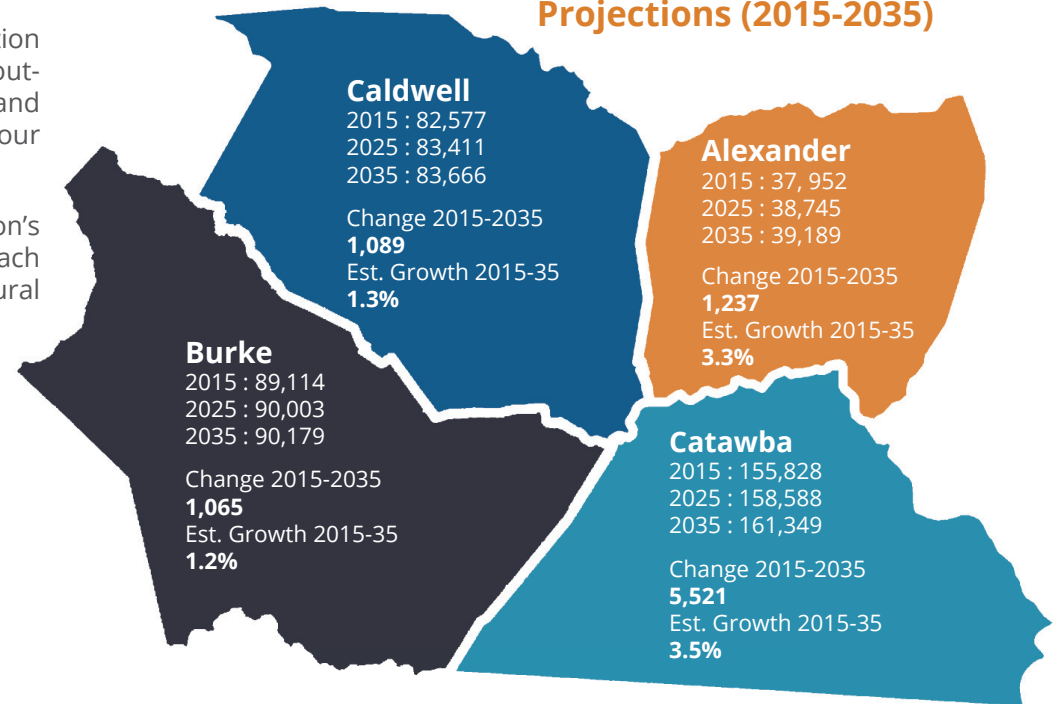 Projections (2015-2035)
and
our
on's
Caldwell
2015 : 82,577
2025 : 83,411
2035 : 83,666
Change 2015-2035
1,089
Est. Growth 2015-35
1.3%
Alexander
2015 : 37, 952
2025 : 38,745
2035 : 39,189
Change 2015-2035
1,237
Est. Growth 2015-35
3.3%
Burke
2015 : 89,114
2025 : 90,003
2035 : 90,179
Change 2015-2035
1,065
Est. Growth 2015-35
1.2%
Catawba
2015 : 155,828
2025 : 158,588
2035 : 161,349
Change 2015-2035
5,521
Est. Growth 2015-35
3.5%